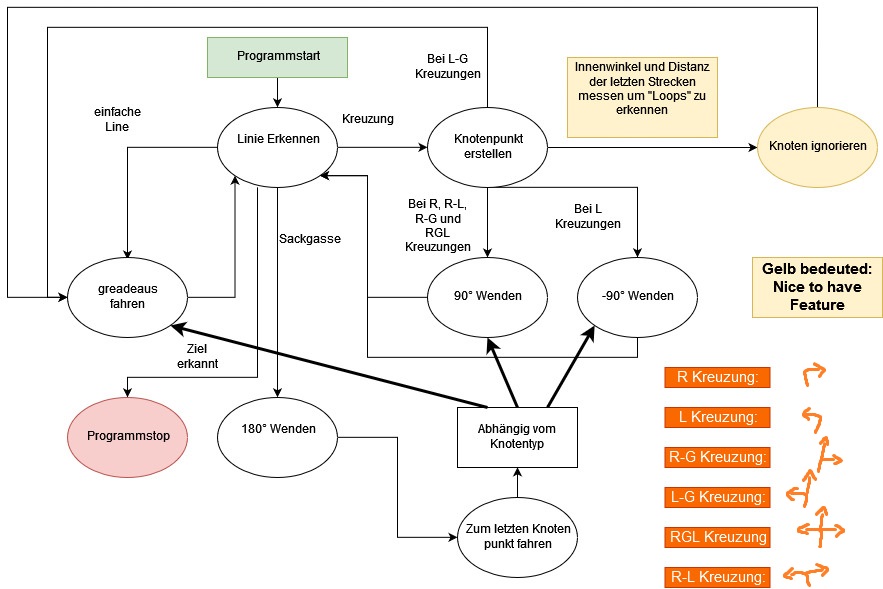 Programmstart
Bei L-G
Kreuzungen
Innenwinkel und Distanz
der letzten Strecken
messen um "Loops" zu
erkennen
einfache
Line
Linie Erkennen
Kreuzung
Knotenpunkt
erstellen
Knoten ignorieren
Bei R, R-L,
R-G und
RGL
Kreuzungen
Bei L
Kreuzungen
Sackgasse
greadeaus
fahren
90° Wenden
-90° Wenden
Gelb bedeuted:
Nice to have
Feature
Ziel
erkannt
R Kreuzung:
Programmstop
180° Wenden
Abhängig vom
Knotentyp
L Kreuzung:
R-G Kreuzung:
L-G Kreuzung:
Zum letzten Knoten
punkt fahren
RGL Kreuzung
R-L Kreuzung: